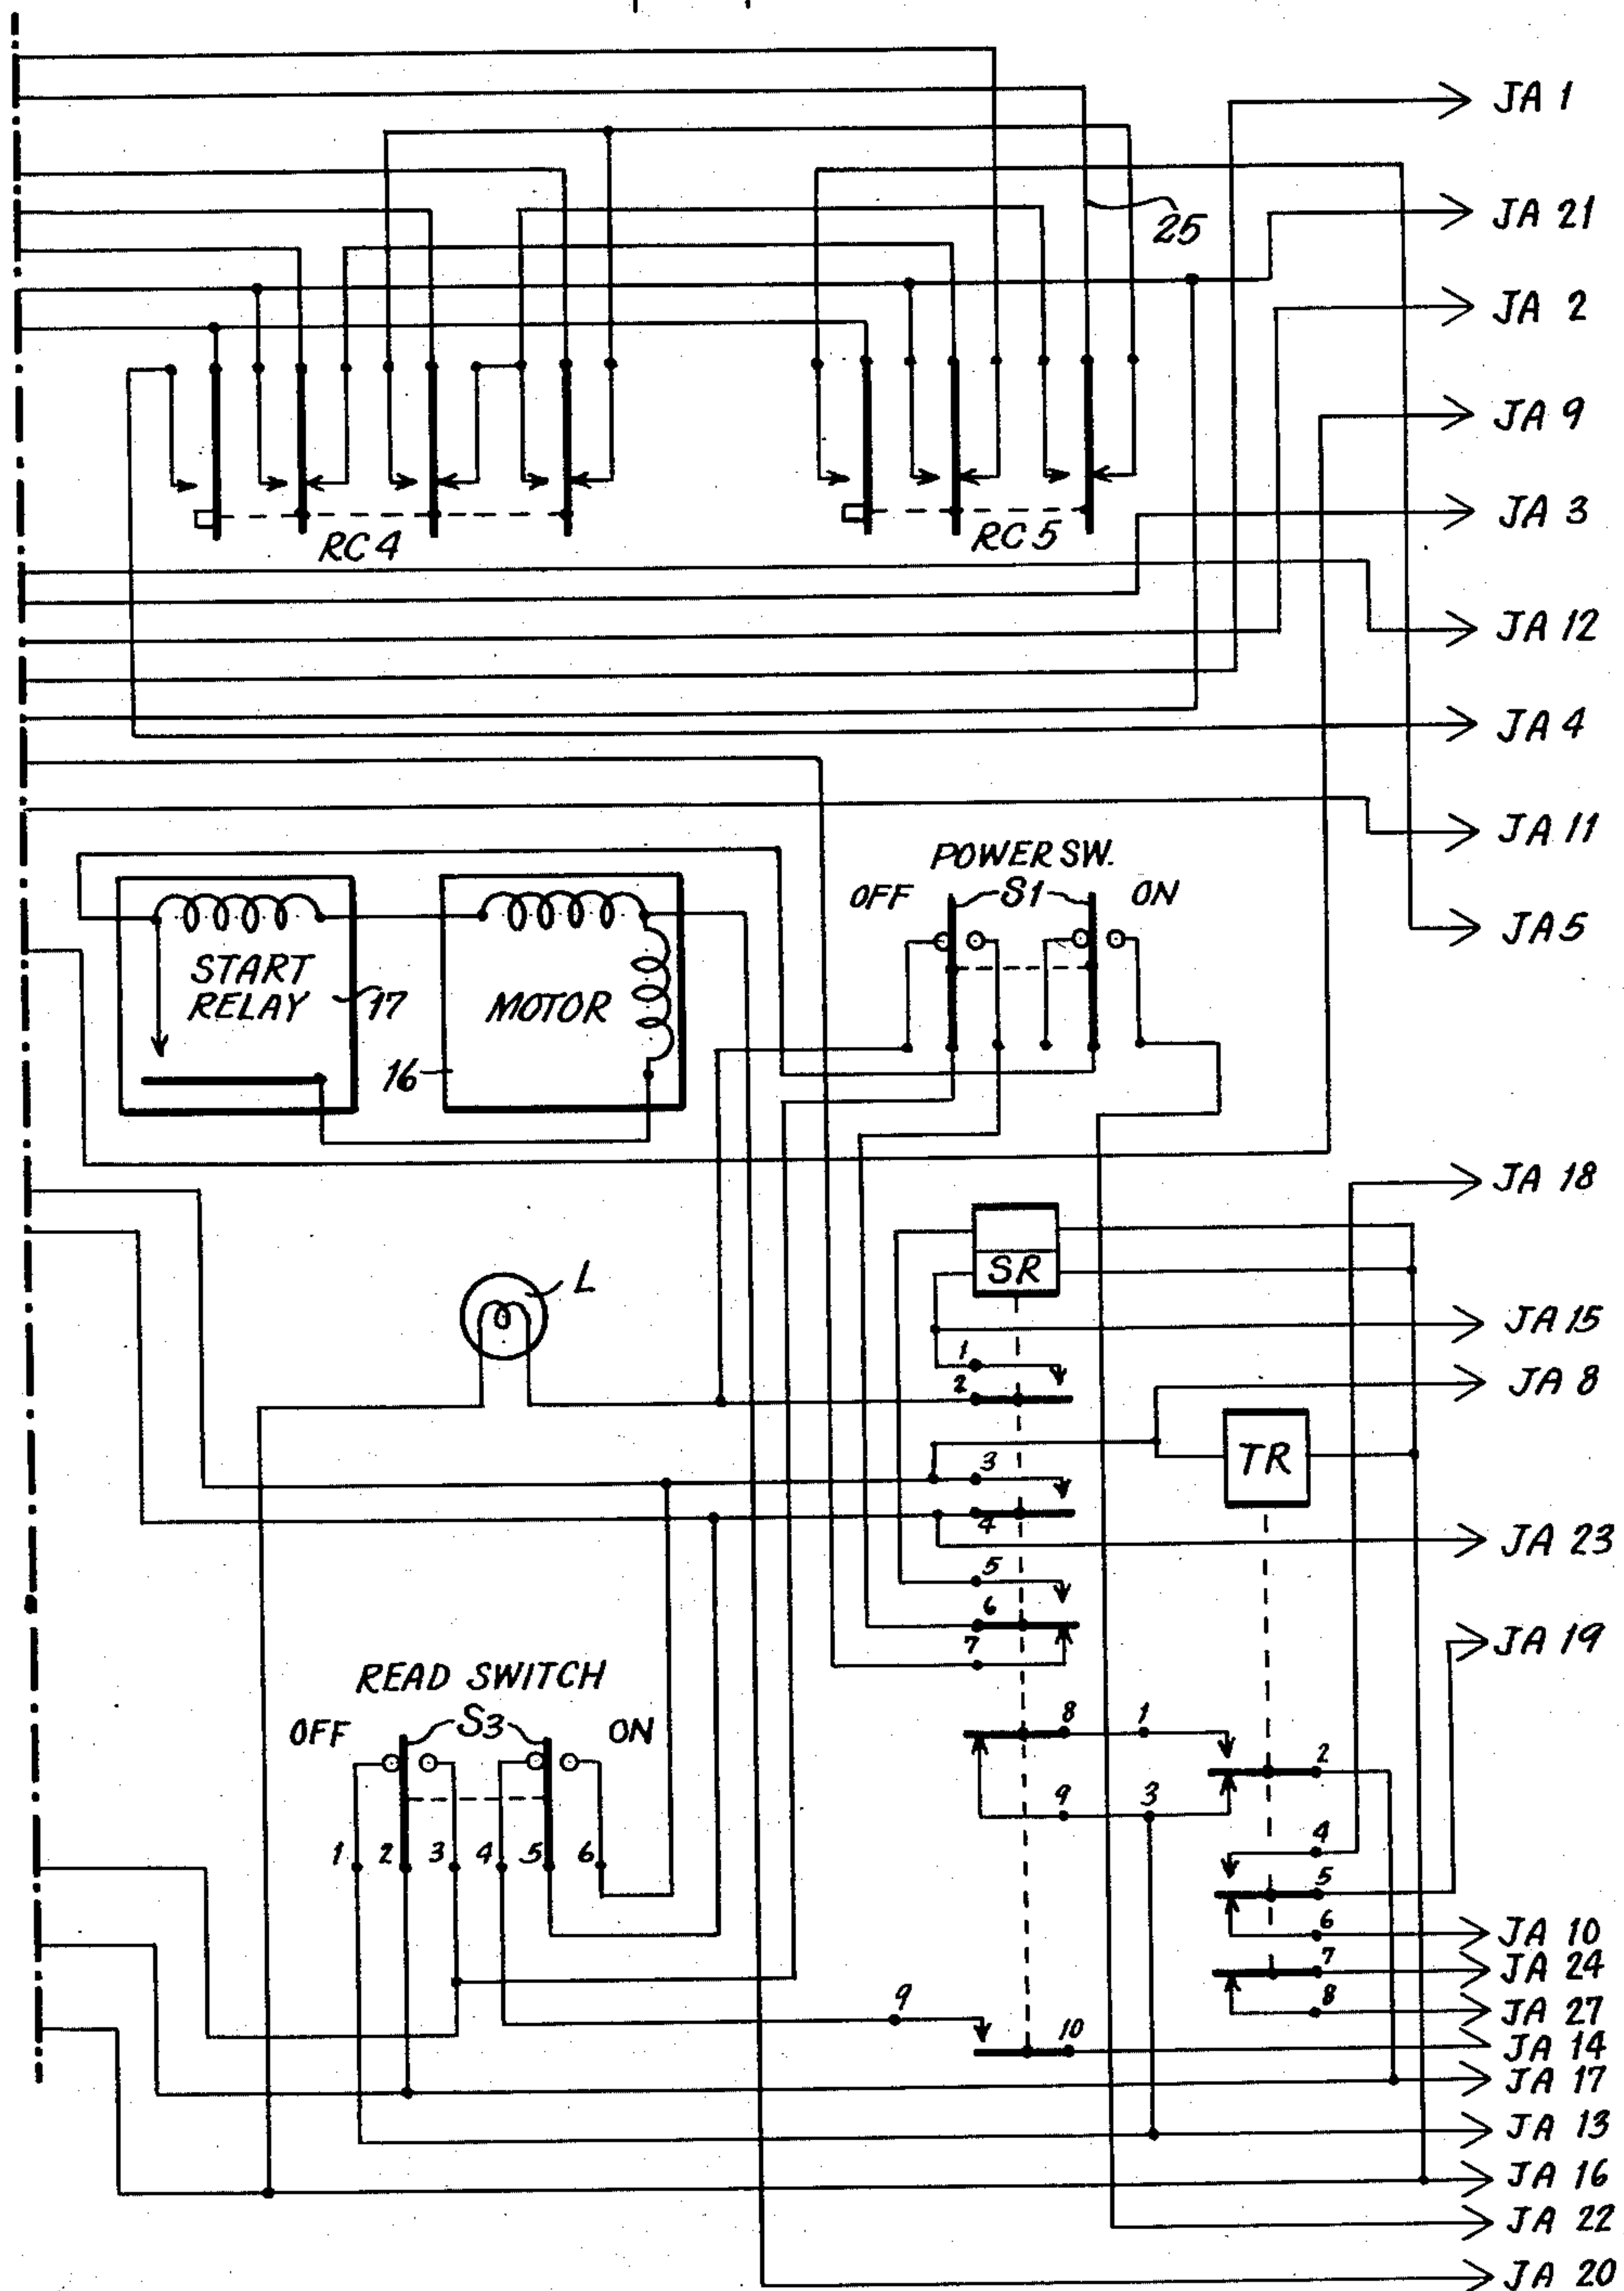 JA 1
25
JA 21
JA 2
JA 9
RC 4
RC 5
JA 3
JA 12
JA 4
JA 11
POWER SW.
OFF
S1
ON
JA 5
START
RELAY
17
MOTOR
16
JA 18
SR
L
JA 15
1
2
JA 8
3
TR
4
JA 23
5
6
7
JA 19
READ SWITCH
OFF
S3
ON
8
1
2
9
3
1
2
3
4
5
6
4
5
6
JA 10
7
JA 24
8
JA 27
9
10
JA 14
JA 17
JA 13
JA 16
JA 22
JA 20